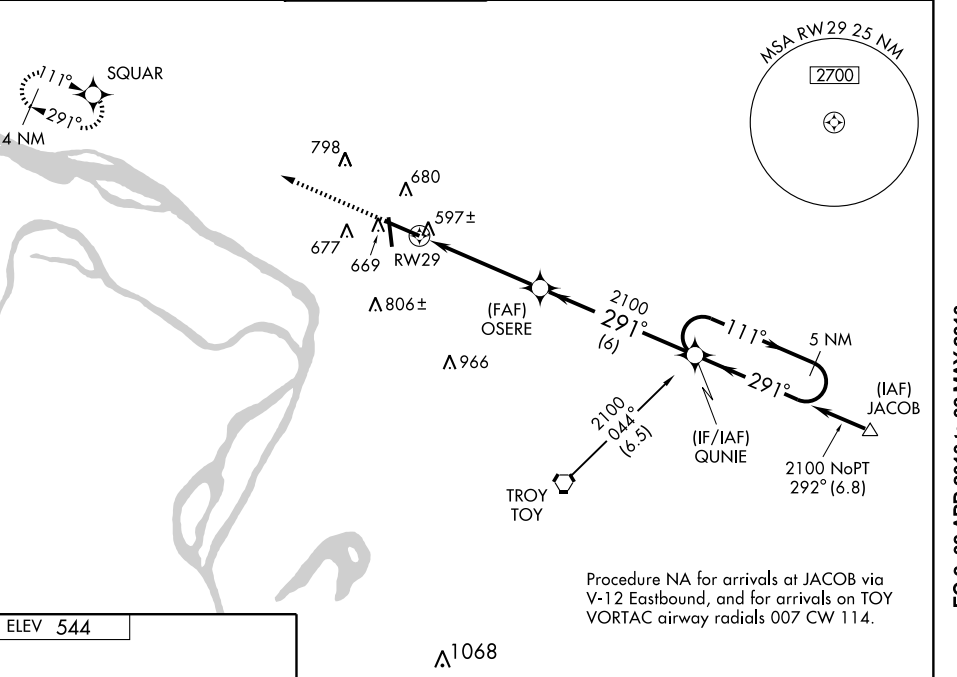 MSA RW 29 25 NM
2700
SQUAR
111°
291°
4 NM
798
680
597±
677
669
RW29
806±
966
(FAF)
OSERE
2100
291°
(6)
111°
5 NM
291°
(IAF)
JACOB
2100 NoPT
292° (6.8)
(IF/IAF)
QUNIE
2100
044°
(6.5)
TROY
TOY
Procedure NA for arrivals at JACOB via
V-12 Eastbound, and for arrivals on TOY
VORTAC airway radials 007 CW 114.
ELEV 544
1068